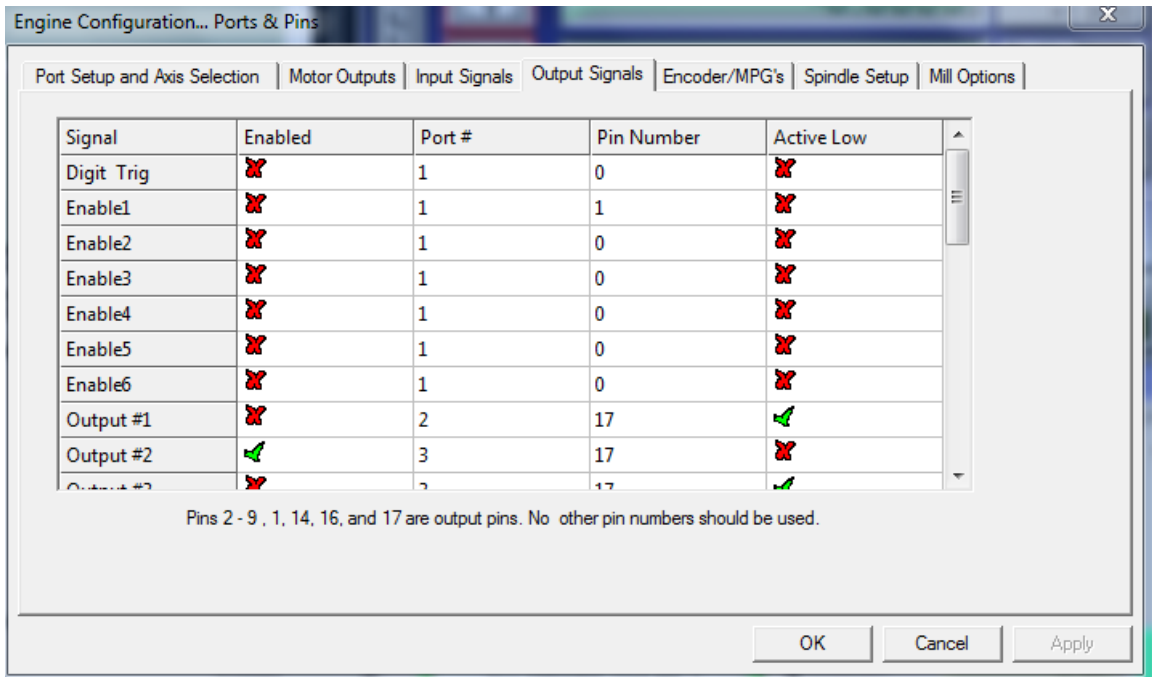 Engine Configuration... Ports & Pins
Port Setup and Axis Selection Motor Outputs Input Signals Output Signals Encoder/MPG's Spindle Setup Mill Options
Signal Enabled Port # Pin Number Active Low
Digit Trig 1 0
Enable1 1 1
Enable2 1 0
Enable3 1 0
Enable4 1 0
Enable5 1 0
Enable6 1 0
Output #1 2 17
Output #2 3 17
Pins 2 - 9 , 1, 14, 16, and 17 are output pins. No other pin numbers should be used.
OK Cancel Apply